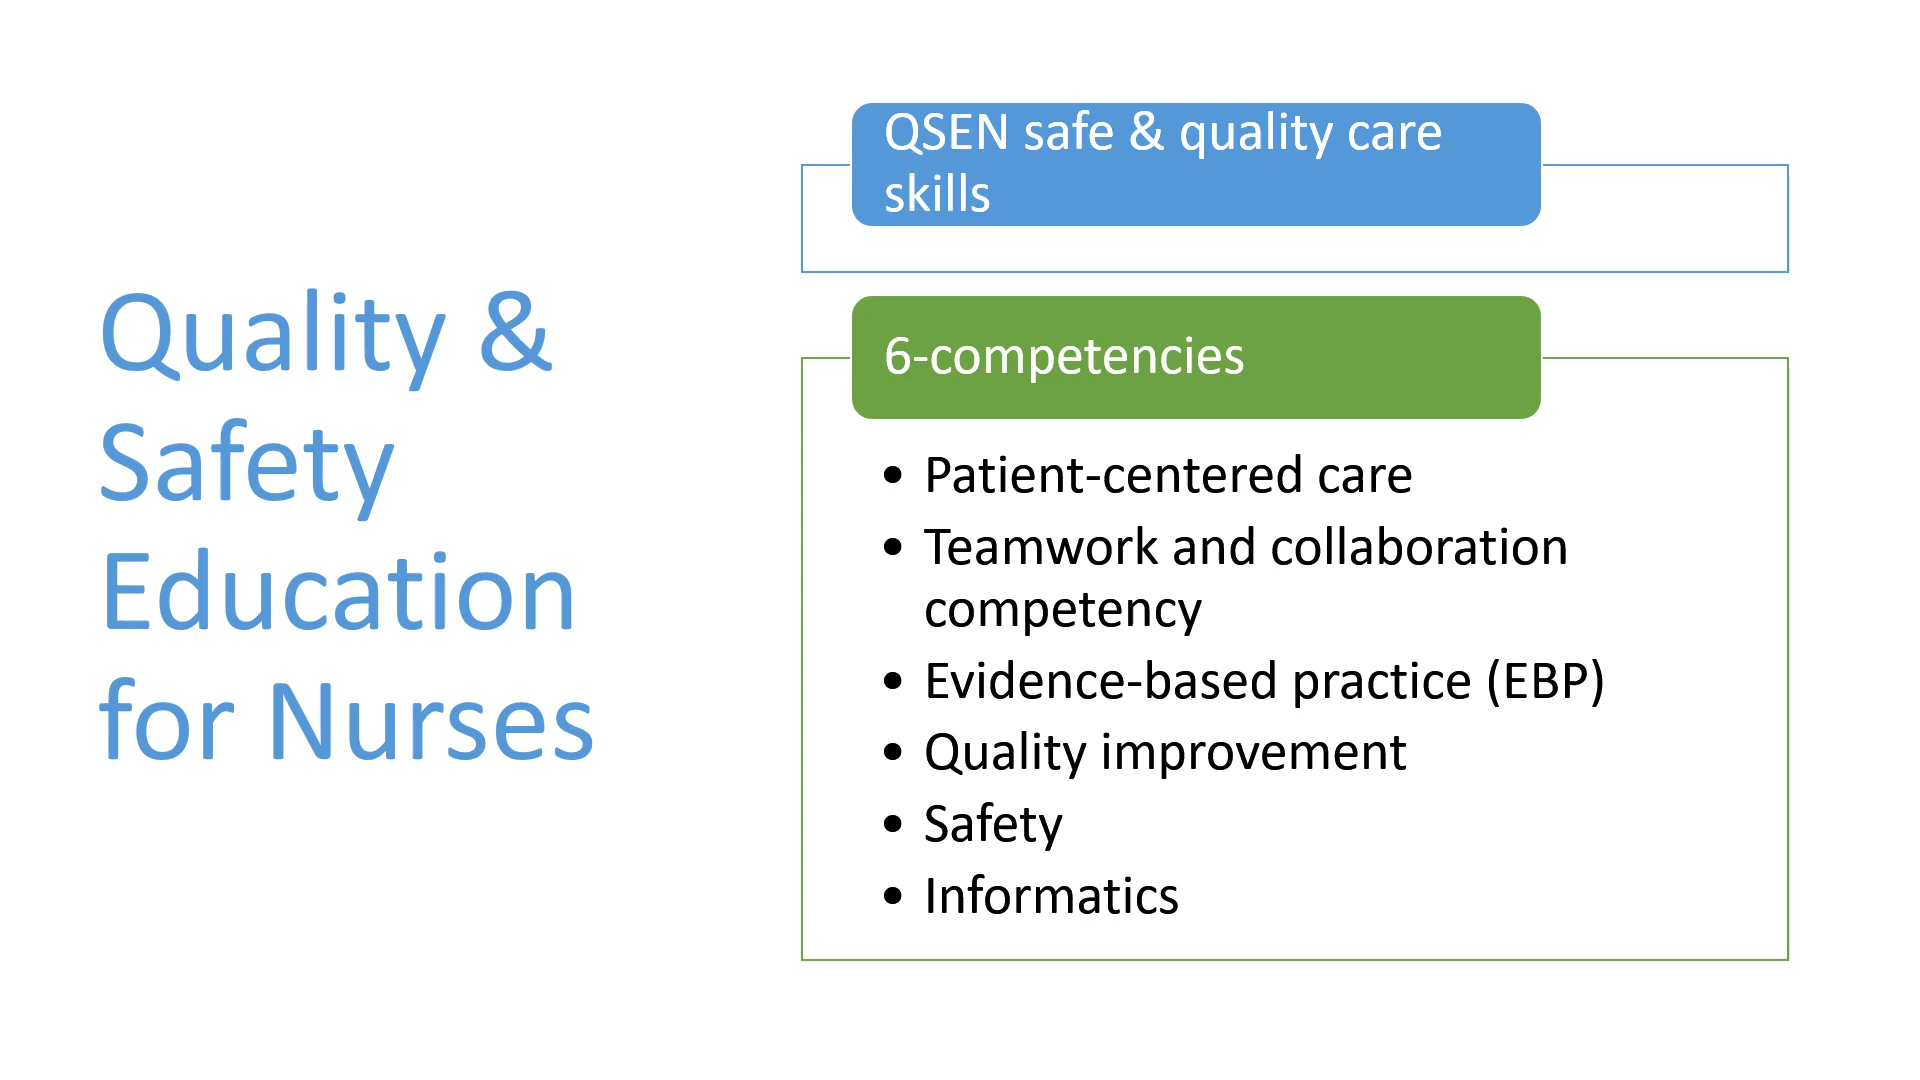 Quality &
Safety
Education
for Nurses
QSEN safe & quality care
skills
6-competencies
• Patient-centered care
• Teamwork and collaboration
competency
• Evidence-based practice (EBP)
• Quality improvement
• Safety
• Informatics